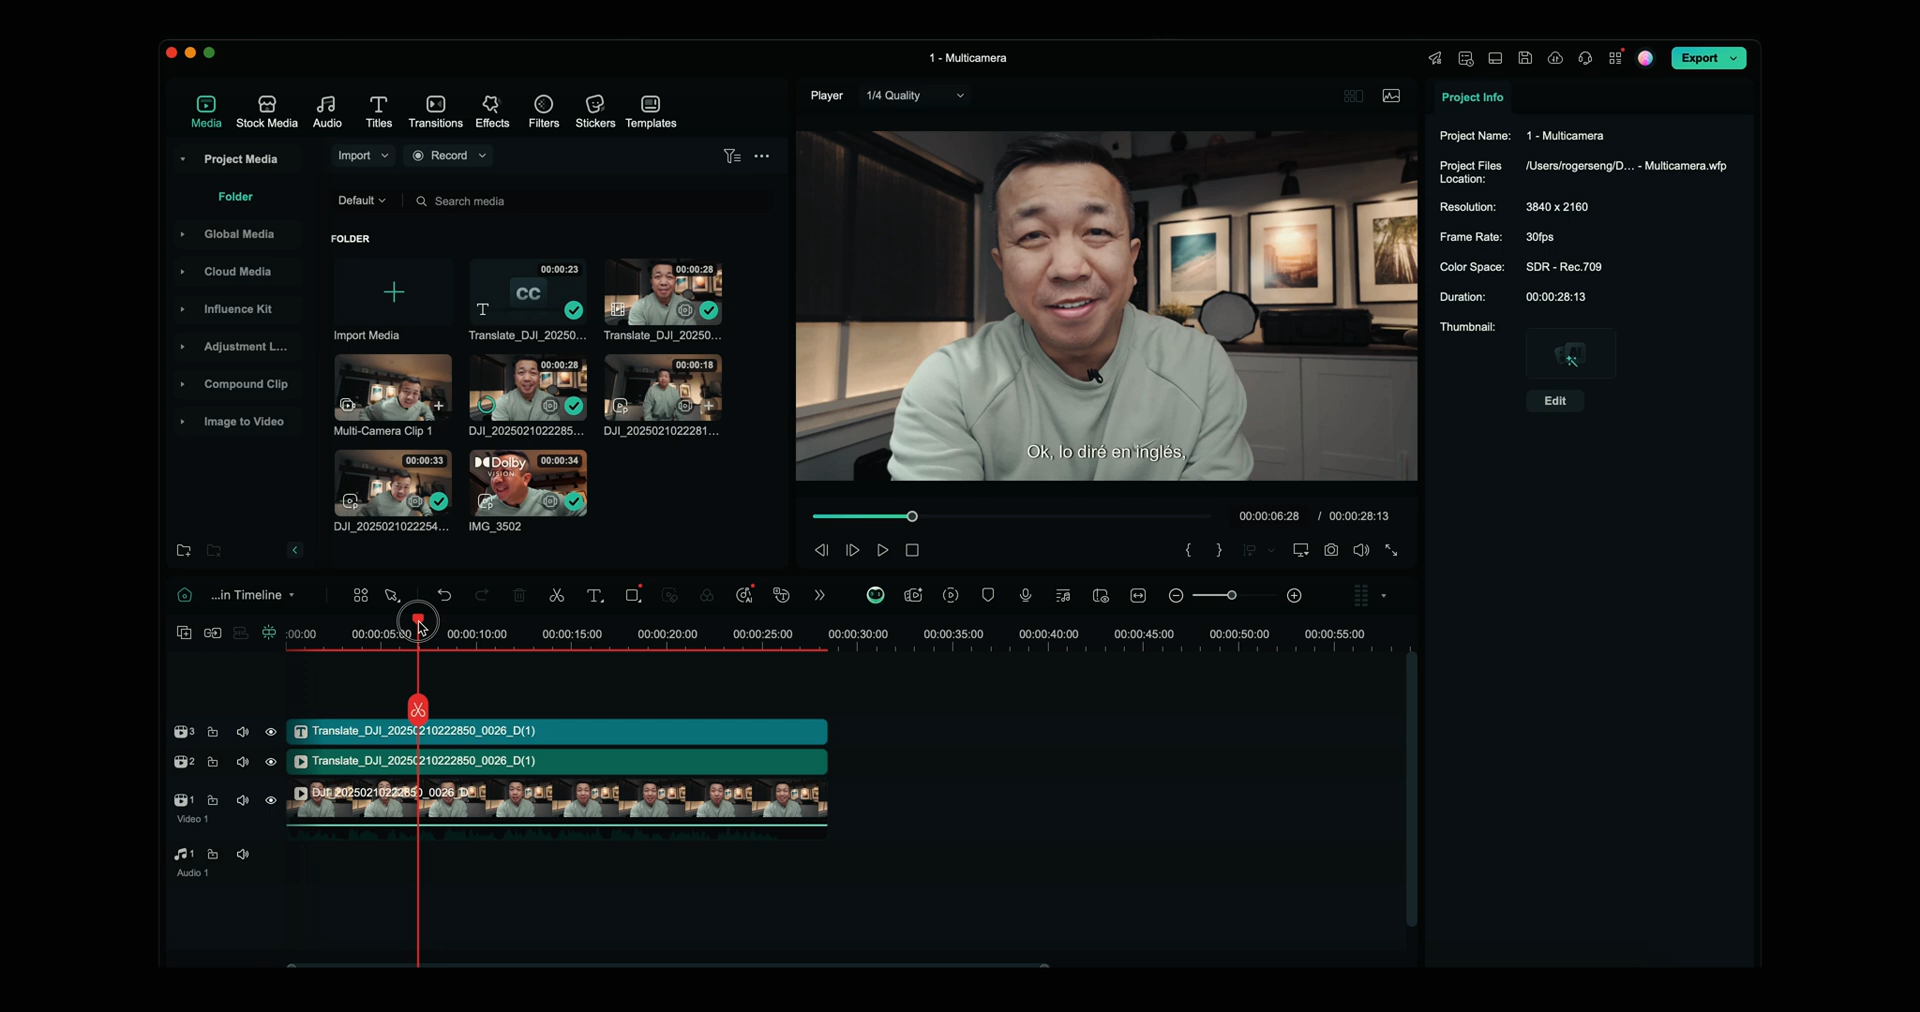 1 - Multicamera
Export
Media
Stock Media
Audio
Titles
Transitions
Effects
Filters
Stickers
Templates
Project Media
Folder
Global Media
Cloud Media
Influence Kit
Adjustment L...
Compound Clip
Image to Video
Import
Record
Default
Search media
FOLDER
Import Media
00:00:23
CC
Translate_DJI_20250...
00:00:28
Translate_DJI_20250...
Multi-Camera Clip 1
00:00:28
DJI_2025021022285...
00:00:18
DJI_2025021022281...
00:00:33
DJI_2025021022254...
Dolby
VISION
00:00:34
IMG_3502
Player
1/4 Quality
Ok, lo diré en inglés,
00:00:06:28 / 00:00:28:13
Project Info
Project Name: 1 - Multicamera
Project Files Location: /Users/rogerseng/D... - Multicamera.wfp
Resolution: 3840 x 2160
Frame Rate: 30fps
Color Space: SDR - Rec.709
Duration: 00:00:28:13
Thumbnail:
Edit
...in Timeline
:00:00
00:00:05:0
00:00:10:00
00:00:15:00
00:00:20:00
00:00:25:00
00:00:30:00
00:00:35:00
00:00:40:00
00:00:45:00
00:00:50:00
00:00:55:00
3
Translate_DJI_20250210222850_0026_D(1)
2
Translate_DJI_20250210222850_0026_D(1)
1
DJI_20250210222850_0026_D
Video 1
1
Audio 1